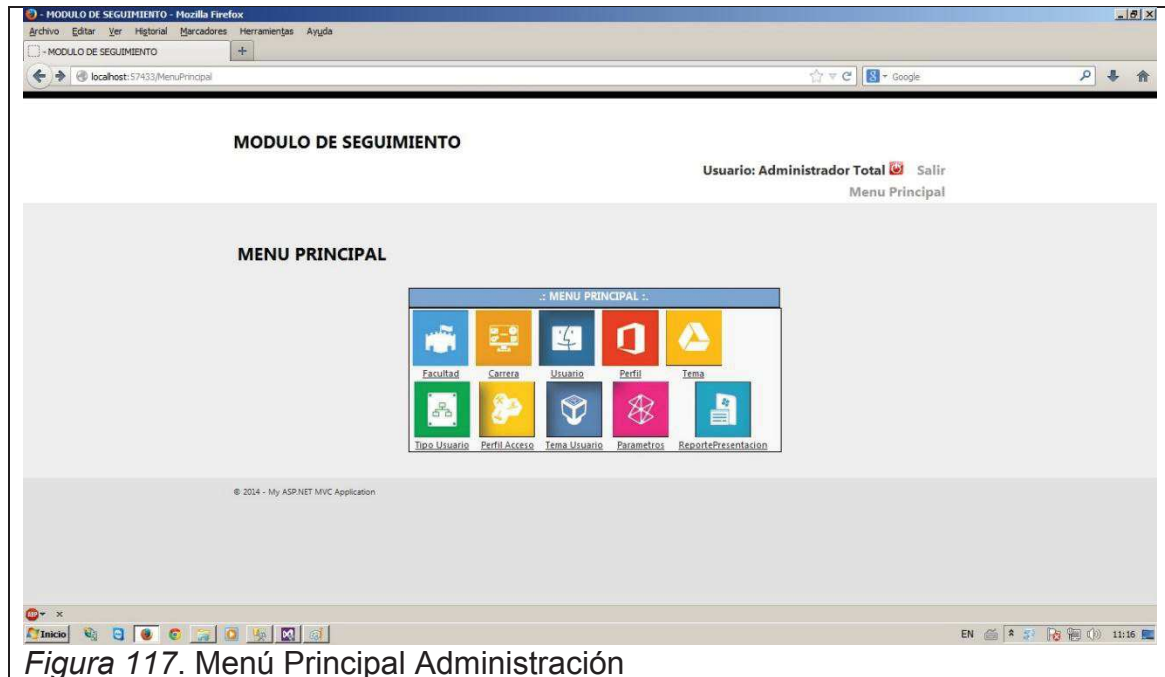 - MODULO DE SEGUIMIENTO - Mozilla Firefox
Archivo Editar Ver Historial Marcadores Herramientas Ayuda
- MODULO DE SEGUIMIENTO +
localhost:57433/MenuPrincipal
Google
MODULO DE SEGUIMIENTO
Usuario: Administrador Total Salir
Menu Principal
MENU PRINCIPAL
.: MENU PRINCIPAL :.
Facultad Carrera Usuario Perfil Tema
Tipo Usuario Perfil Acceso Tema Usuario Parametros ReportePresentacion
© 2014 - My ASP.NET MVC Application
ABP ×
Inicio
EN 11:16
Figura 117. Menú Principal Administración